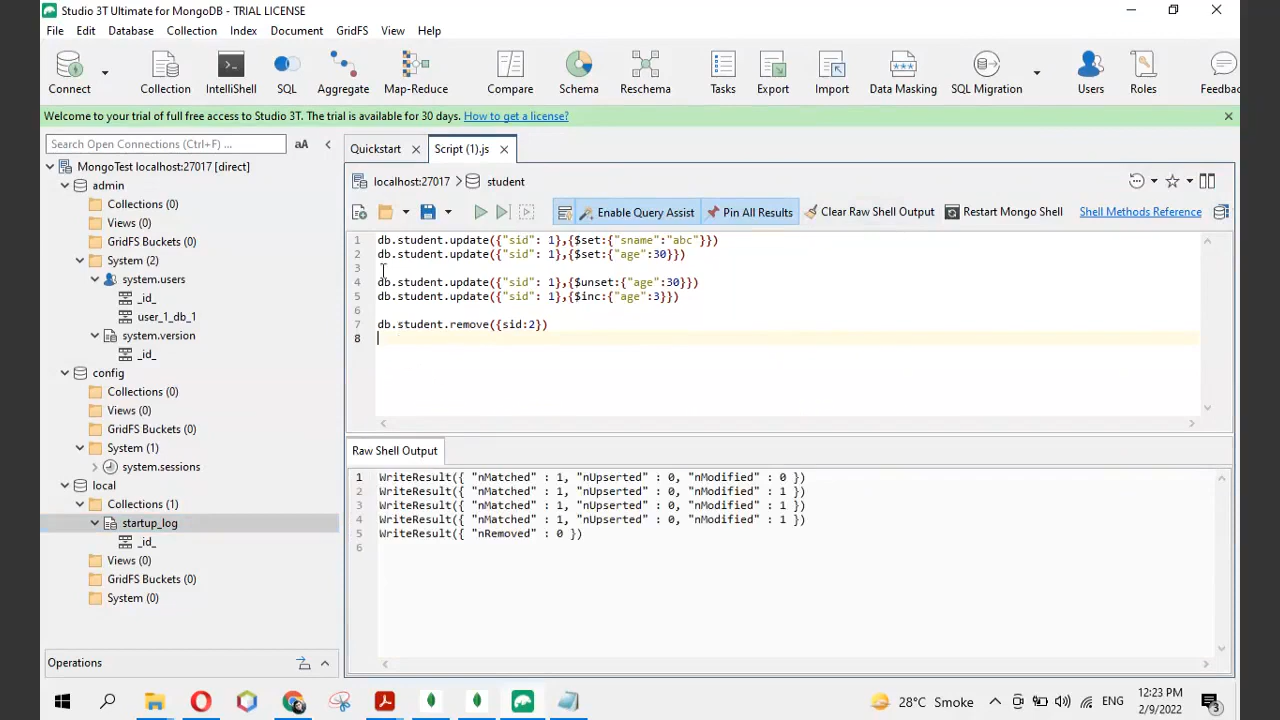 Studio 3T Ultimate for MongoDB - TRIAL LICENSE
File Edit Database Collection Index Document GridFS View Help
Connect Collection IntelliShell SQL Aggregate Map-Reduce Compare Schema Reschema Tasks Export Import Data Masking SQL Migration Users Roles Feedbac
Welcome to your trial of full free access to Studio 3T. The trial is available for 30 days. How to get a license?
Search Open Connections (Ctrl+F) ... aA
Quickstart Script (1).js
MongoTest localhost:27017 [direct]
admin
Collections (0)
Views (0)
GridFS Buckets (0)
System (2)
system.users
_id_
user_1_db_1
system.version
_id_
config
Collections (0)
Views (0)
GridFS Buckets (0)
System (1)
system.sessions
local
Collections (1)
startup_log
_id_
Views (0)
GridFS Buckets (0)
System (0)
Operations
localhost:27017 student
Enable Query Assist Pin All Results Clear Raw Shell Output Restart Mongo Shell Shell Methods Reference
1 db.student.update({"sid": 1},{$set:{"sname":"abc"}})
2 db.student.update({"sid": 1},{$set:{"age":30}})
3
4 db.student.update({"sid": 1},{$unset:{"age":30}})
5 db.student.update({"sid": 1},{$inc:{"age":3}})
6
7 db.student.remove({sid:2})
8
Raw Shell Output
1 WriteResult({ "nMatched" : 1, "nUpserted" : 0, "nModified" : 0 })
2 WriteResult({ "nMatched" : 1, "nUpserted" : 0, "nModified" : 1 })
3 WriteResult({ "nMatched" : 1, "nUpserted" : 0, "nModified" : 1 })
4 WriteResult({ "nMatched" : 1, "nUpserted" : 0, "nModified" : 1 })
5 WriteResult({ "nRemoved" : 0 })
6
28°C Smoke ENG 12:23 PM 3
2/9/2022